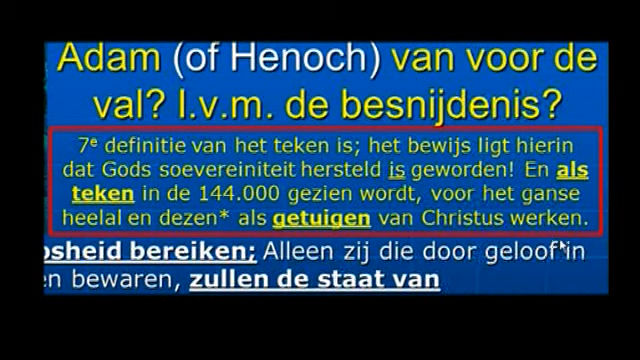 Adam (of Henoch) van voor de
val? I.v.m. de besnijdenis?
7e definitie van het teken is; het bewijs ligt hierin
dat Gods soevereiniteit hersteld is geworden! En als
teken in de 144.000 gezien wordt, voor het ganse
heelal en dezen* als getuigen van Christus werken.
osheid bereiken; Alleen zij die door geloof in
en bewaren, zullen de staat van